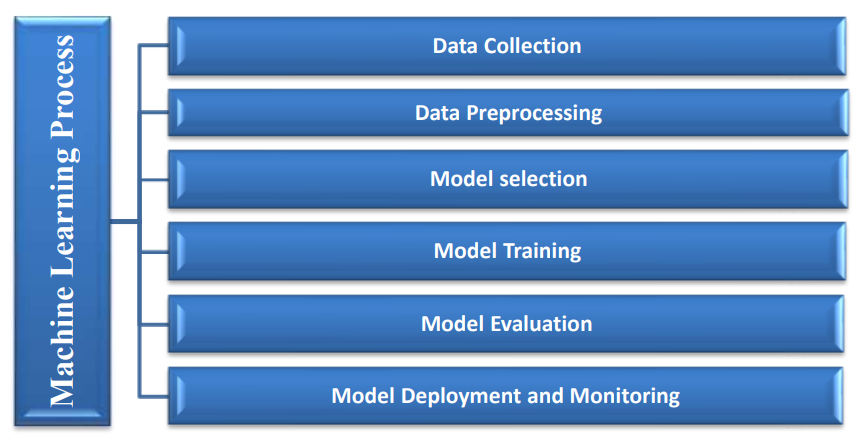 Machine Learning Process
Data Collection
Data Preprocessing
Model selection
Model Training
Model Evaluation
Model Deployment and Monitoring